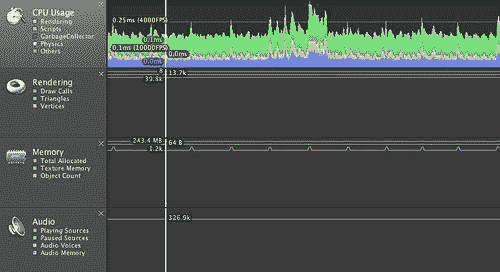 CPU Usage
Rendering
Scripts
GarbageCollector
Physics
Others
0.25ms (4000FPS)
0.1ms
0.1ms (10000FPS)
0.0ms
0.0ms
Rendering
Draw Calls
Triangles
Vertices
8
13.7k
39.8k
Memory
Total Allocated
Texture Memory
Object Count
243.4 MB
64 B
1.2k
Audio
Playing Sources
Paused Sources
Audio Voices
Audio Memory
326.9k